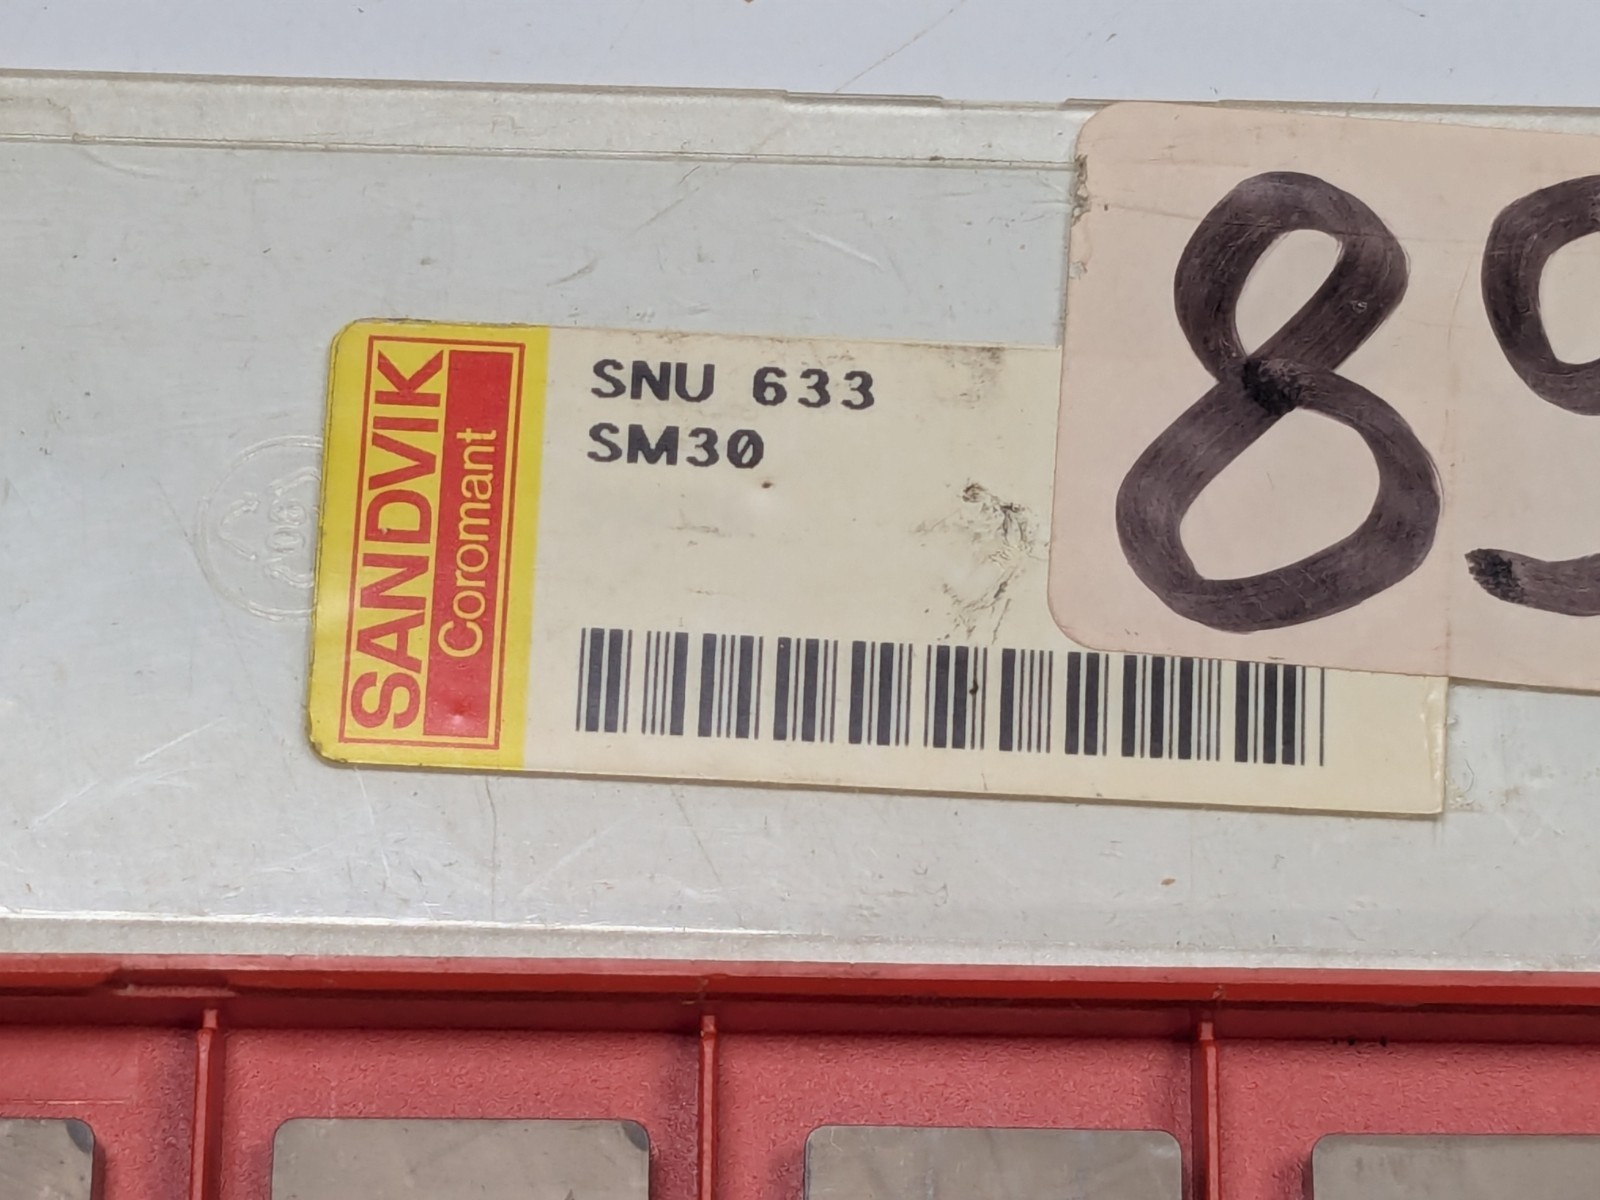 SANDVIK
Coromant
SNU 633
SM30
89